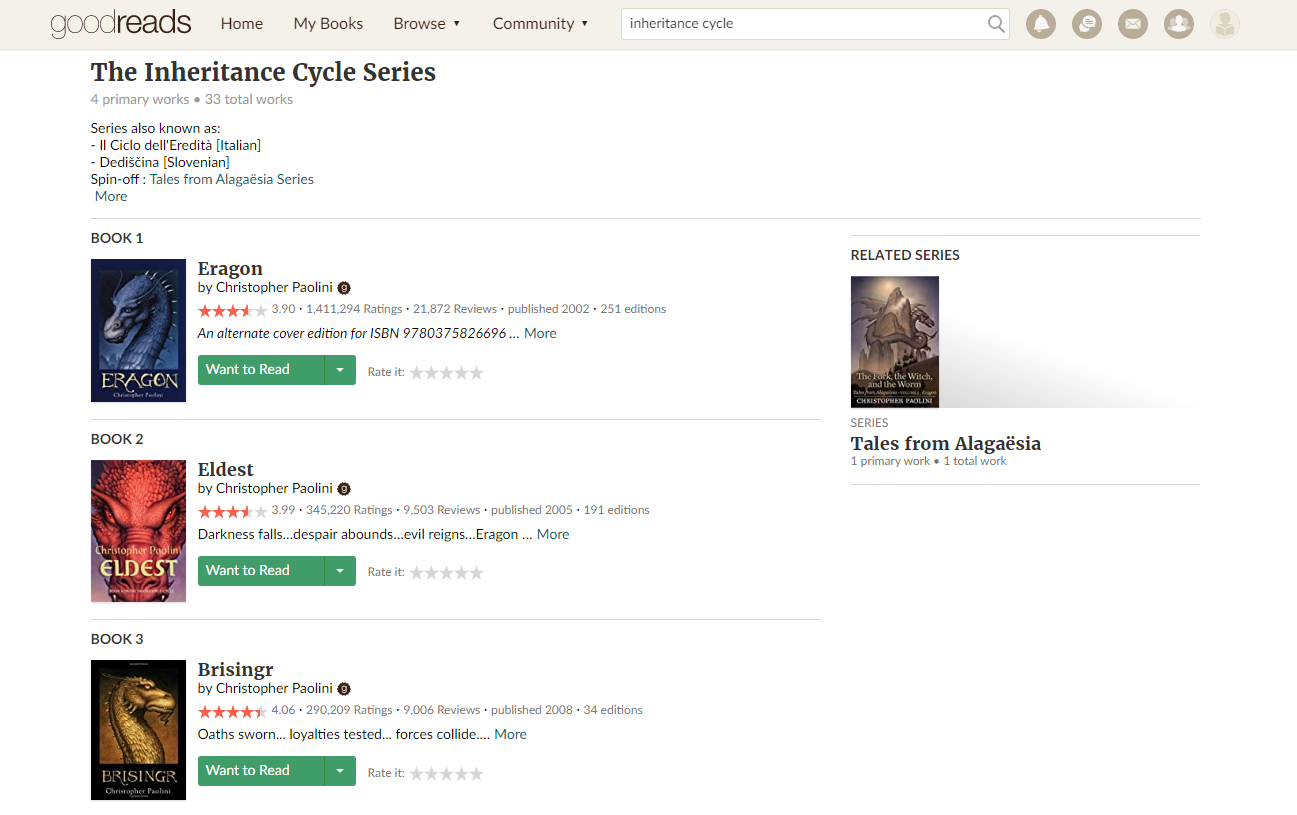 goodreads Home My Books Browse ▼ Community ▼ inheritance cycle
The Inheritance Cycle Series
4 primary works • 33 total works
Series also known as:
- Il Ciclo dell'Eredità [Italian]
- Dediščina [Slovenian]
Spin-off : Tales from Alagaësia Series
More
BOOK 1
ERAGON
Christopher Paolini
Eragon
by Christopher Paolini g
3.90 · 1,411,294 Ratings · 21,872 Reviews · published 2002 · 251 editions
An alternate cover edition for ISBN 9780375826696 ... More
Want to Read
Rate it:
BOOK 2
Christopher Paolini
ELDEST
Eldest
by Christopher Paolini g
3.99 · 345,220 Ratings · 9,503 Reviews · published 2005 · 191 editions
Darkness falls...despair abounds...evil reigns...Eragon ... More
Want to Read
Rate it:
BOOK 3
BRISINGR
Christopher Paolini
Brisingr
by Christopher Paolini g
4.06 · 290,209 Ratings · 9,006 Reviews · published 2008 · 34 editions
Oaths sworn... loyalties tested... forces collide.... More
Want to Read
Rate it:
RELATED SERIES
The Fork, the Witch,
and the Worm
CHRISTOPHER PAOLINI
SERIES
Tales from Alagaësia
1 primary work • 1 total work